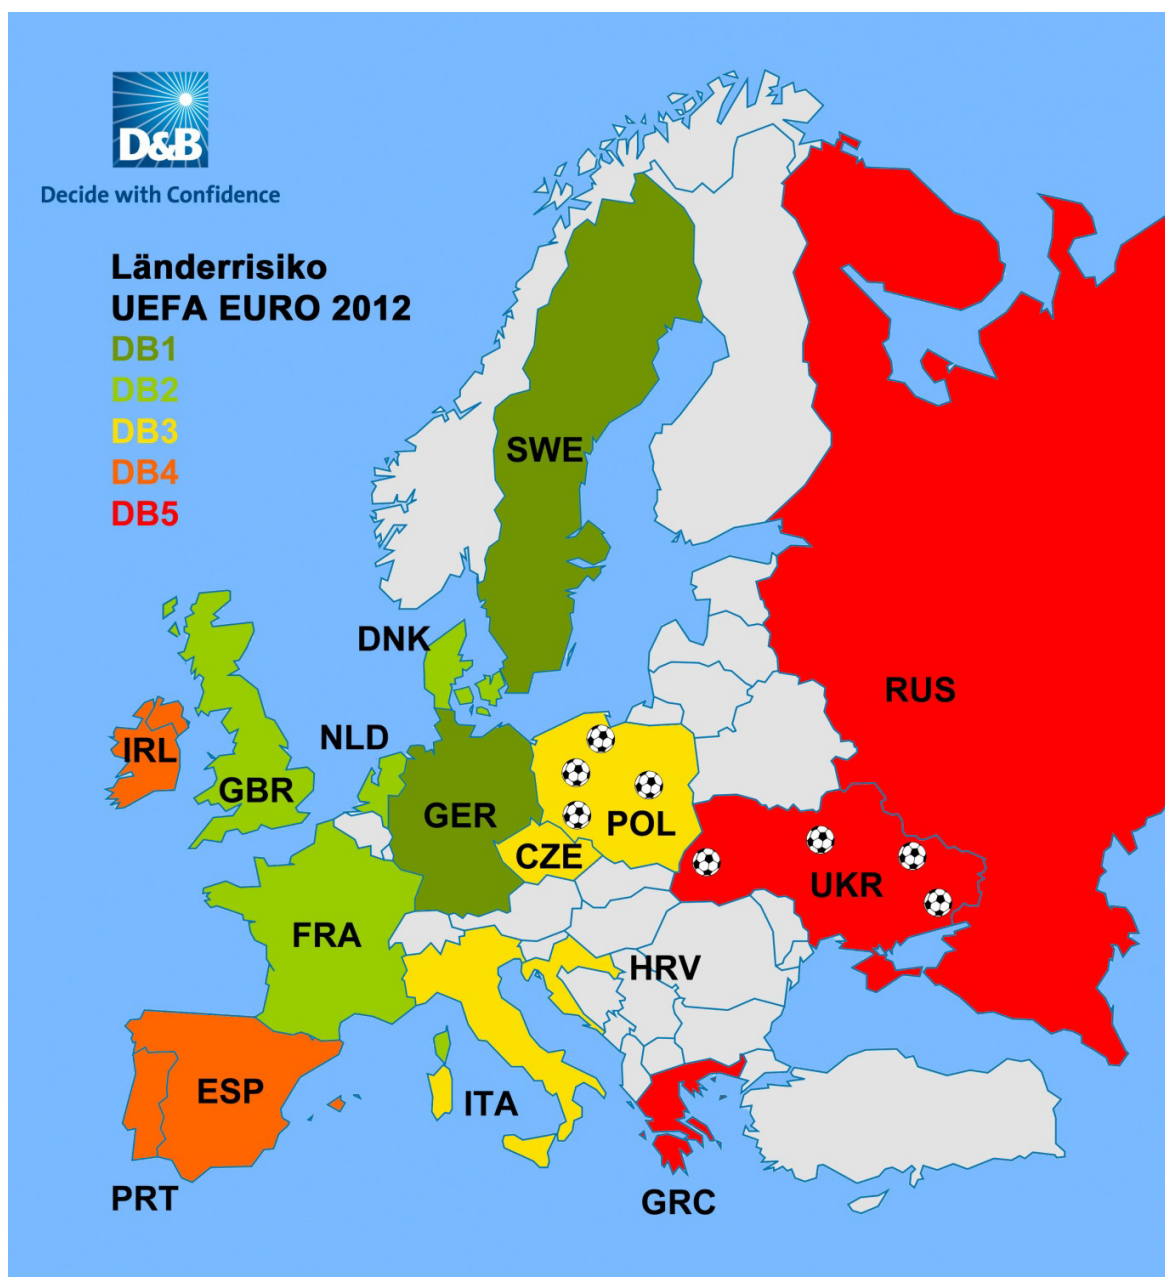 D&B
Decide with Confidence
Länderrisiko
UEFA EURO 2012
DB1
DB2
DB3
DB4
DB5
SWE
DNK
RUS
NLD
IRL
GBR
GER
POL
CZE
UKR
FRA
HRV
ESP
ITA
PRT
GRC